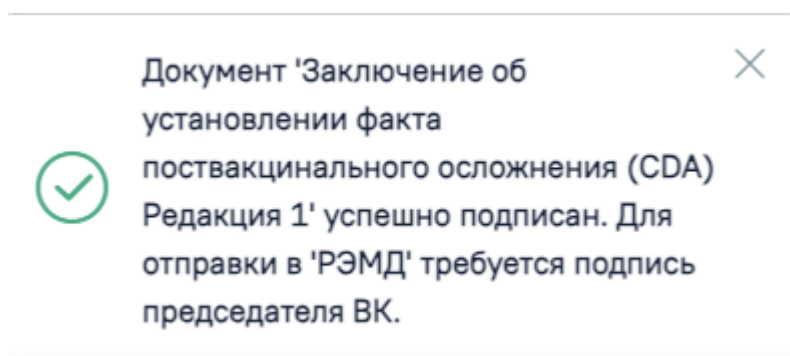 Документ 'Заключение об
установлении факта
поствакцинального осложнения (CDA)
Редакция 1' успешно подписан. Для
отправки в 'РЭМД' требуется подпись
председателя ВК.